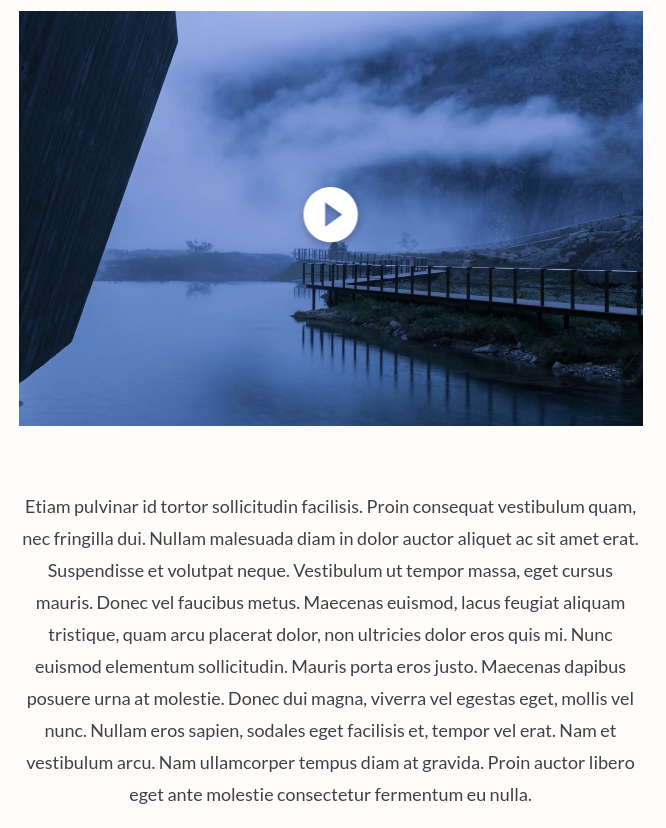 Etiam pulvinar id tortor sollicitudin facilisis. Proin consequat vestibulum quam,
nec fringilla dui. Nullam malesuada diam in dolor auctor aliquet ac sit amet erat.
Suspendisse et volutpat neque. Vestibulum ut tempor massa, eget cursus
mauris. Donec vel faucibus metus. Maecenas euismod, lacus feugiat aliquam
tristique, quam arcu placerat dolor, non ultricies dolor eros quis mi. Nunc
euismod elementum sollicitudin. Mauris porta eros justo. Maecenas dapibus
posuere urna at molestie. Donec dui magna, viverra vel egestas eget, mollis vel
nunc. Nullam eros sapien, sodales eget facilisis et, tempor vel erat. Nam et
vestibulum arcu. Nam ullamcorper tempus diam at gravida. Proin auctor libero
eget ante molestie consectetur fermentum eu nulla.